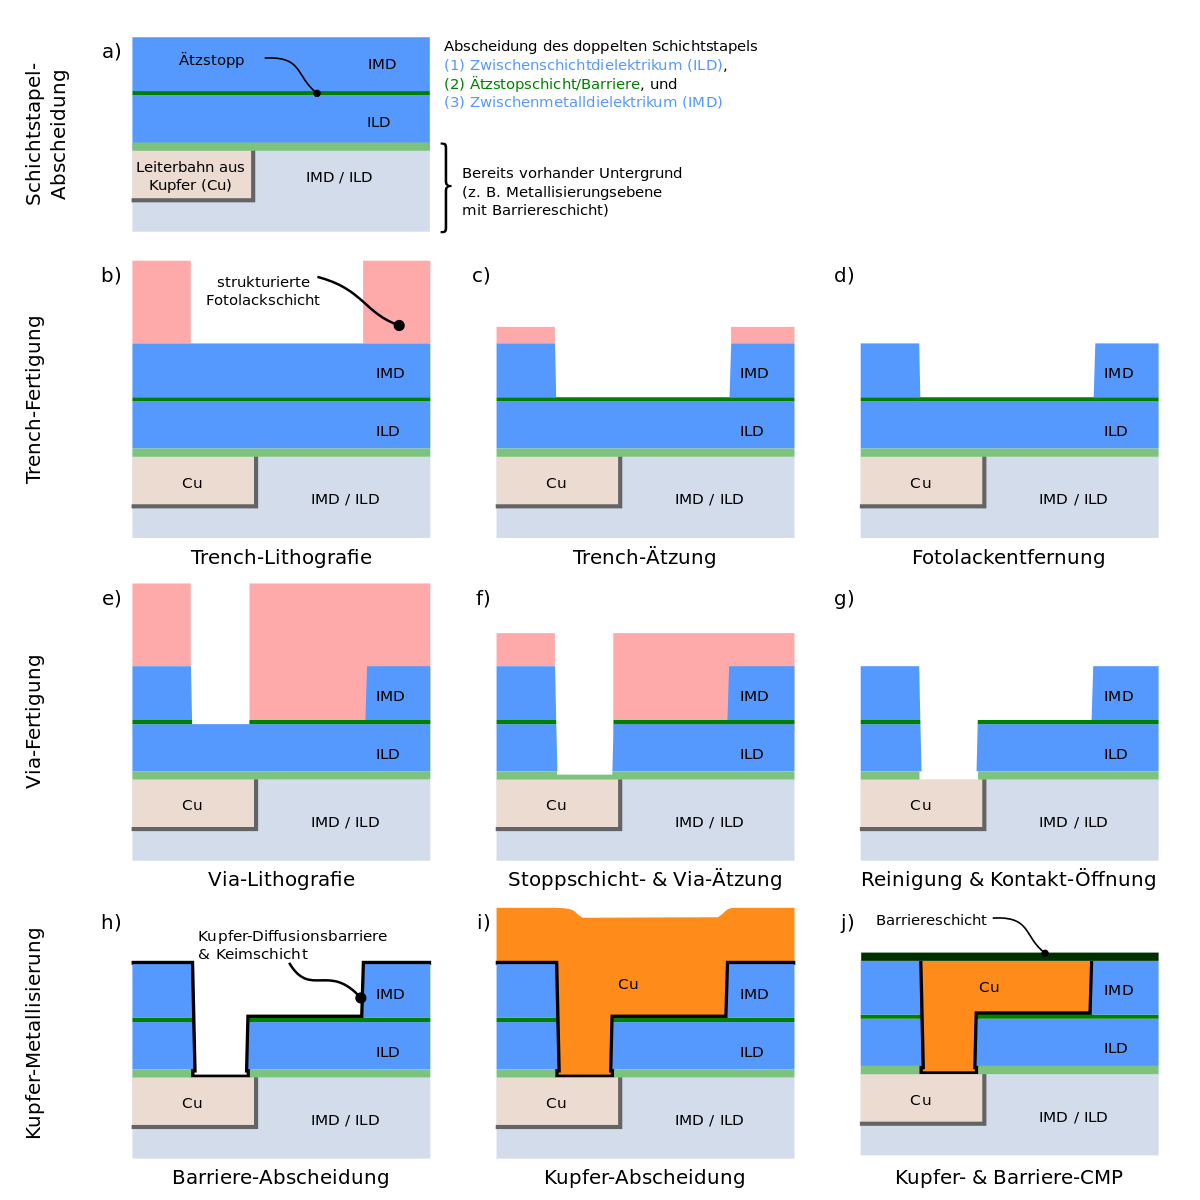 Schichtstapel-
Abscheidung
a)
Ätzstopp
IMD
ILD
Leiterbahn aus
Kupfer (Cu)
IMD / ILD
Abscheidung des doppelten Schichtstapels
(1) Zwischenschichtdielektrikum (ILD),
(2) Ätzstopschicht/Barriere, und
(3) Zwischenmetalldielektrikum (IMD)
Bereits vorhander Untergrund
(z. B. Metallisierungsebene
mit Barriereschicht)
Trench-Fertigung
b)
strukturierte
Fotolackschicht
IMD
ILD
Cu
IMD / ILD
Trench-Lithografie
c)
IMD
ILD
Cu
IMD / ILD
Trench-Ätzung
d)
IMD
ILD
Cu
IMD / ILD
Fotolackentfernung
Via-Fertigung
e)
IMD
ILD
Cu
IMD / ILD
Via-Lithografie
f)
IMD
ILD
Cu
IMD / ILD
Stoppschicht- & Via-Ätzung
g)
IMD
ILD
Cu
IMD / ILD
Reinigung & Kontakt-Öffnung
Kupfer-Metallisierung
h)
Kupfer-Diffusionsbarriere
& Keimschicht
IMD
ILD
Cu
IMD / ILD
Barriere-Abscheidung
i)
Cu
IMD
ILD
Cu
IMD / ILD
Kupfer-Abscheidung
j)
Barriereschicht
Cu
IMD
ILD
Cu
IMD / ILD
Kupfer- & Barriere-CMP